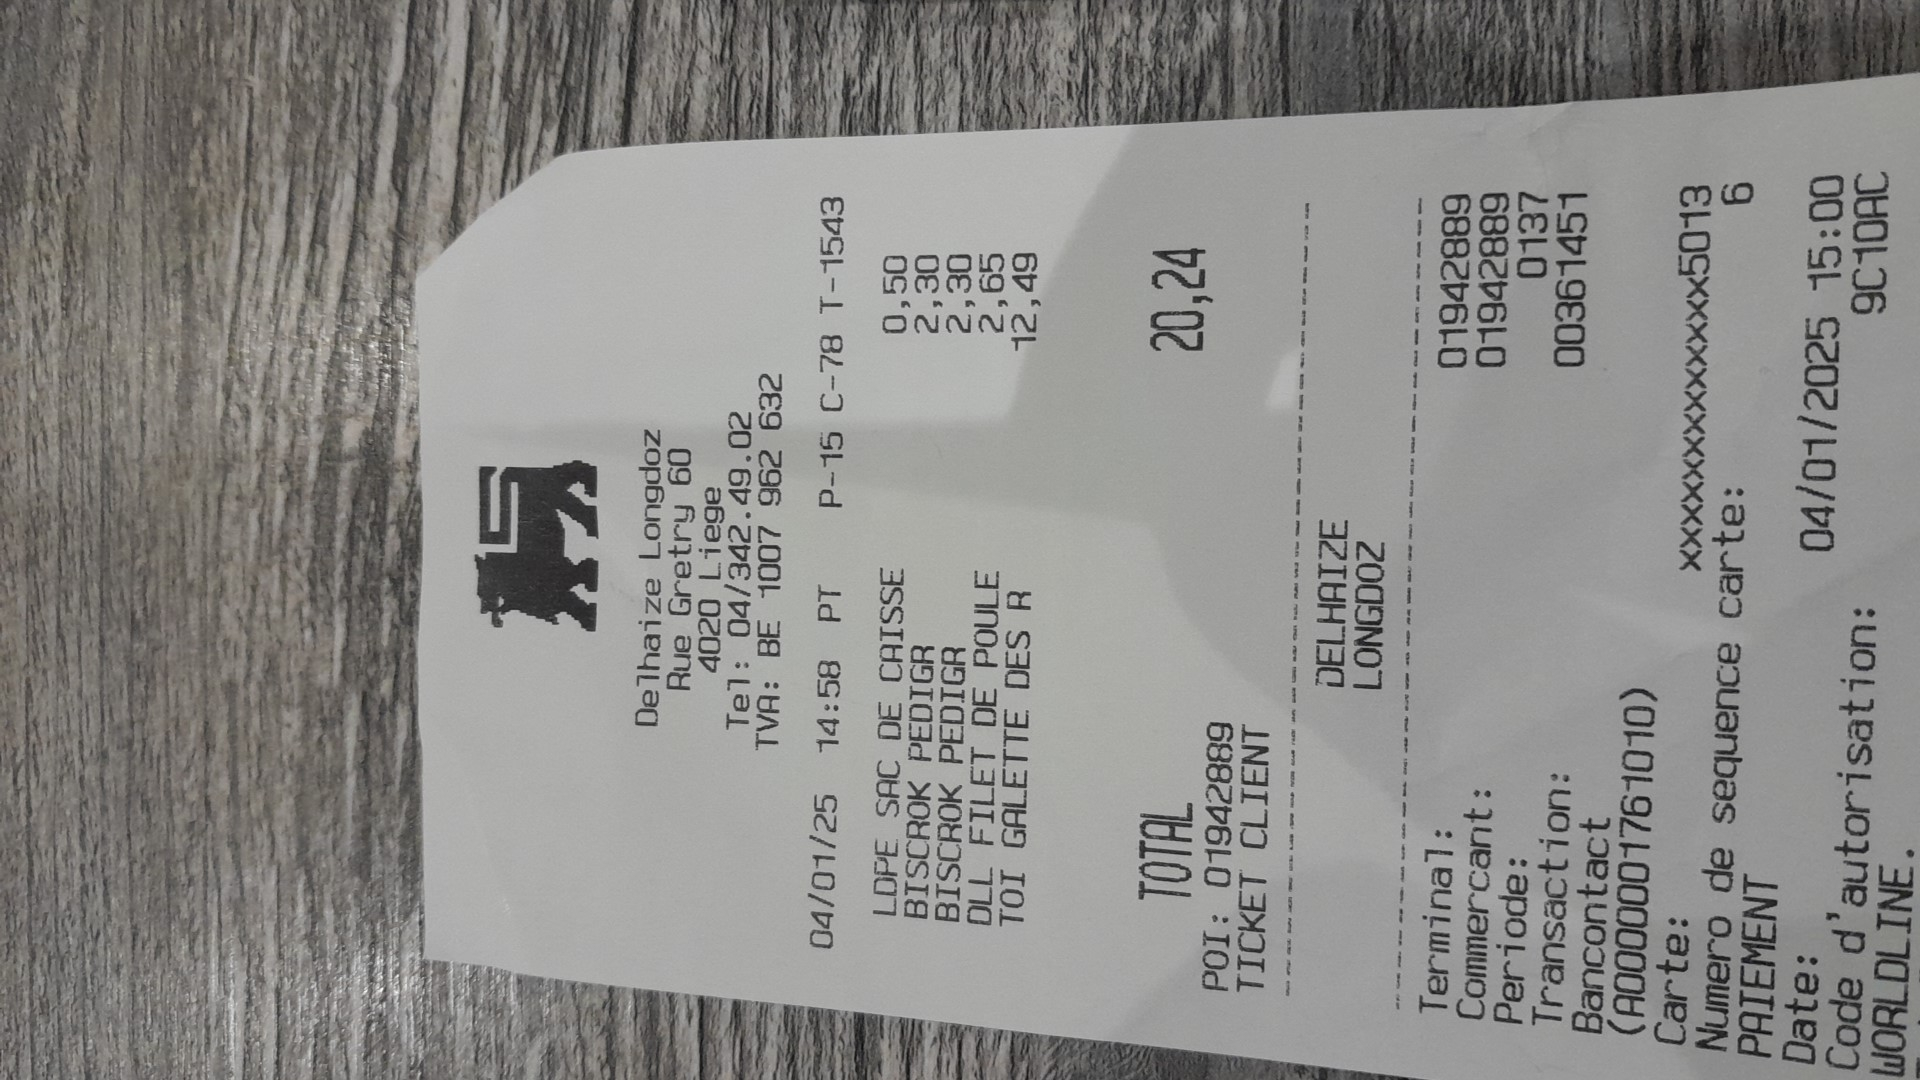 Delhaize Longdoz
Rue Gretry 60
4020 Liege
Tel: 04/342.49.02
TVA: BE 1007 962 632
04/01/25 14:58 PT P-15 C-78 T-1543
LDPE SAC DE CAISSE 0,50
BISCROK PEDIGR 2,30
BISCROK PEDIGR 2,30
DLL FILET DE POULE 2,65
TOI GALETTE DES R 12,49
TOTAL 20,24
POI: 01942889
TICKET CLIENT
DELHAIZE
LONGDOZ
Terminal: 01942889
Commercant: 01942889
Periode: 0137
Transaction: 00361451
Bancontact
(A0000001761010)
Carte: xxxxxxxxxxxxx5013
Numero de sequence carte: 6
PAIEMENT
Date: 04/01/2025 15:00
Code d'autorisation: 9C10AC
WORLDLINE.